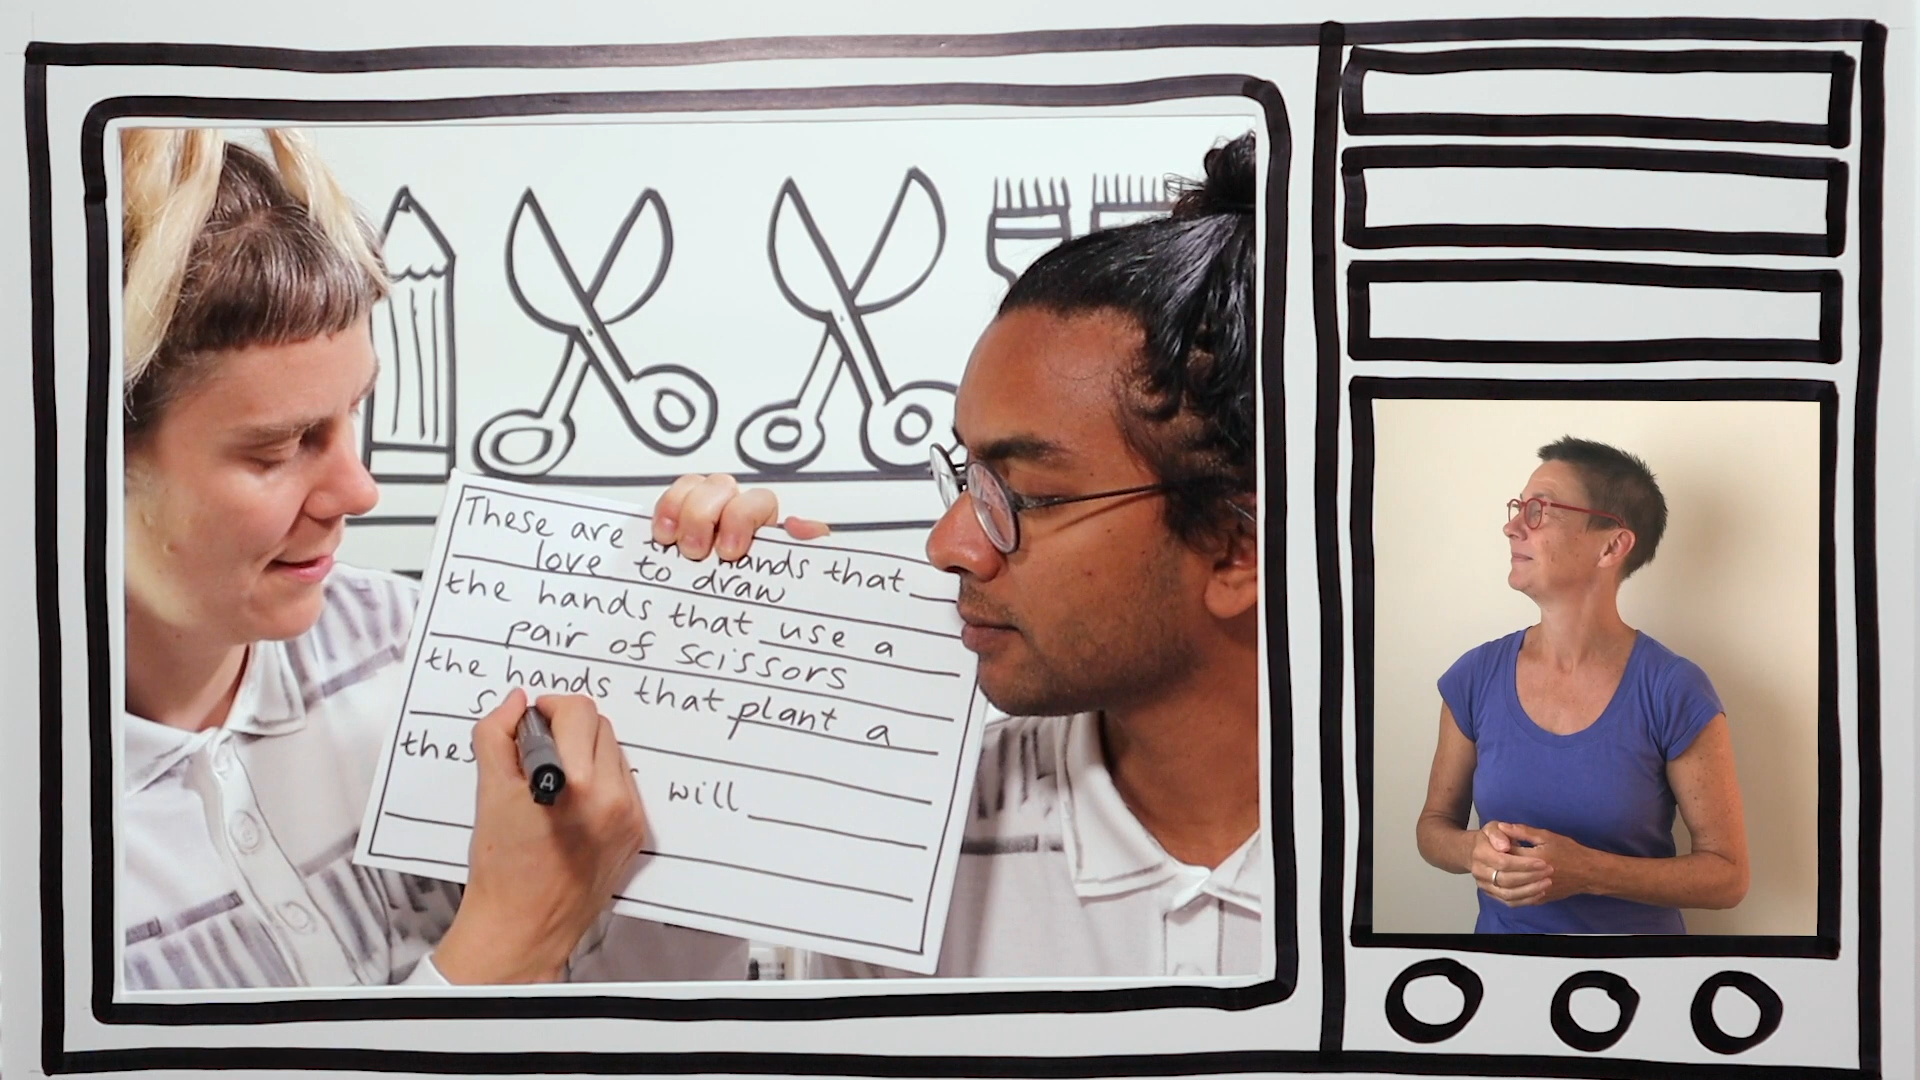 These are hands that
love to draw
the hands that use a
pair of scissors
the hands that plant a
will
A